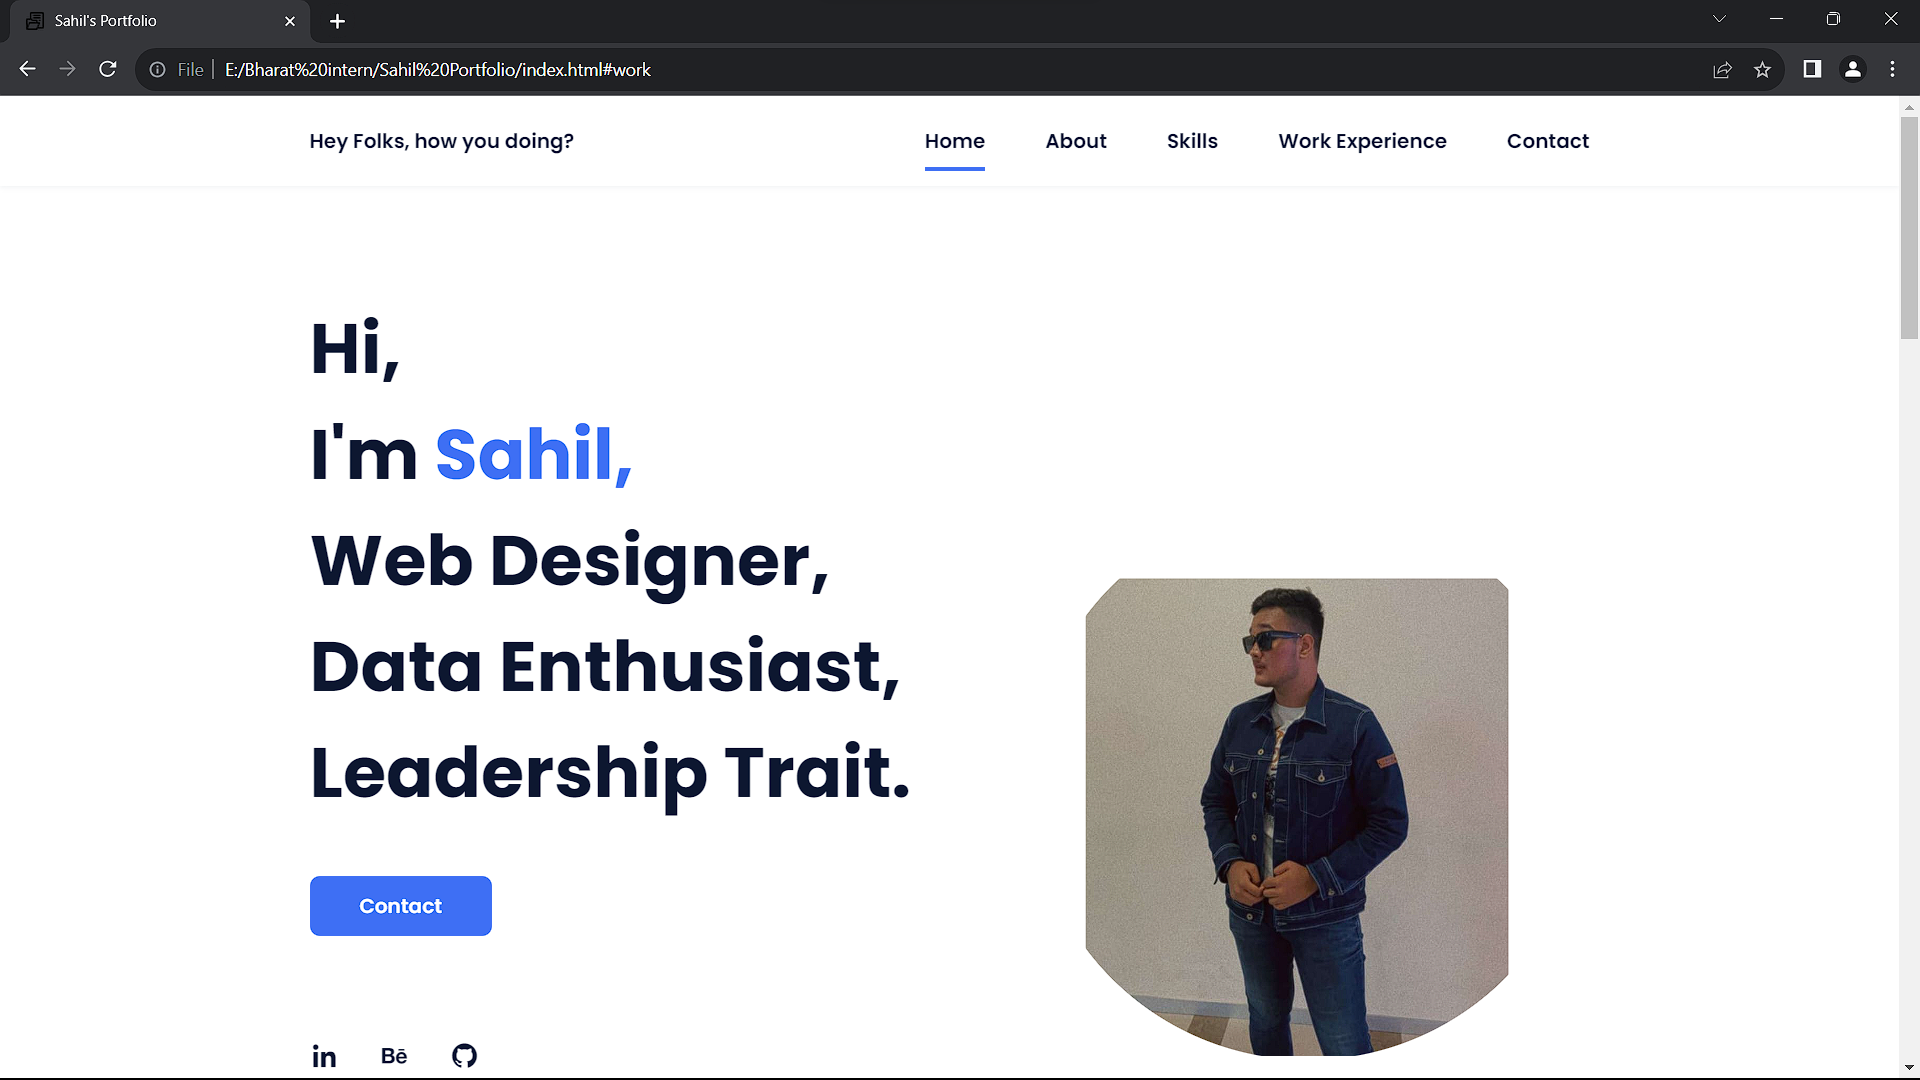 Sahil's Portfolio
File
E:/Bharat%20intern/Sahil%20Portfolio/index.html#work
Hey Folks, how you doing?
Home
About
Skills
Work Experience
Contact
Hi,
I'm Sahil,
Web Designer,
Data Enthusiast,
Leadership Trait.
Contact
in
Bē